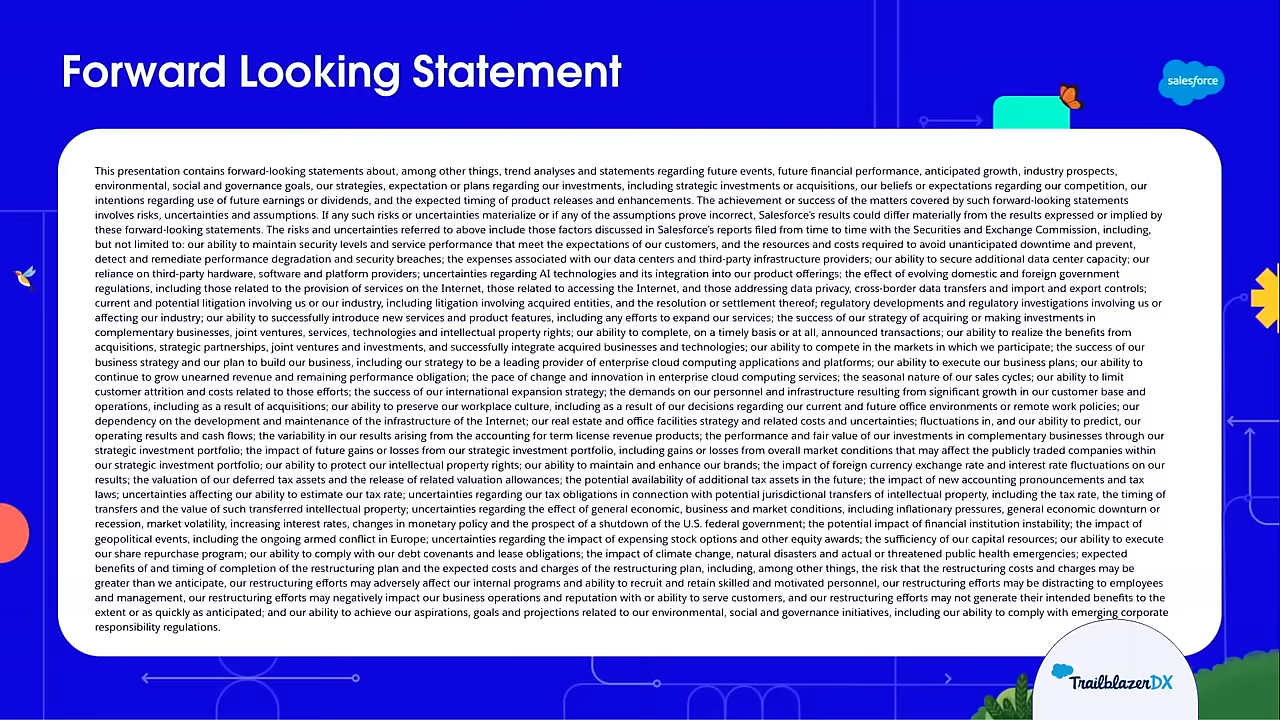 Forward Looking Statement
salesforce
This presentation contains forward-looking statements about, among other things, trend analyses and statements regarding future events, future financial performance, anticipated growth, industry prospects,
environmental, social and governance goals, our strategies, expectation or plans regarding our investments, including strategic investments or acquisitions, our beliefs or expectations regarding our competition, our
intentions regarding use of future earnings or dividends, and the expected timing of product releases and enhancements. The achievement or success of the matters covered by such forward-looking statements
involves risks, uncertainties and assumptions. If any such risks or uncertainties materialize or if any of the assumptions prove incorrect, Salesforce's results could differ materially from the results expressed or implied by
these forward-looking statements. The risks and uncertainties referred to above include those factors discussed in Salesforce's reports filed from time to time with the Securities and Exchange Commission, including,
but not limited to: our ability to maintain security levels and service performance that meet the expectations of our customers, and the resources and costs required to avoid unanticipated downtime and prevent,
detect and remediate performance degradation and security breaches; the expenses associated with our data centers and third-party infrastructure providers; our ability to secure additional data center capacity; our
reliance on third-party hardware, software and platform providers; uncertainties regarding AI technologies and its integration into our product offerings; the effect of evolving domestic and foreign government
regulations, including those related to the provision of services on the Internet, those related to accessing the Internet, and those addressing data privacy, cross-border data transfers and import and export controls;
current and potential litigation involving us or our industry, including litigation involving acquired entities, and the resolution or settlement thereof; regulatory developments and regulatory investigations involving us or
affecting our industry; our ability to successfully introduce new services and product features, including any efforts to expand our services; the success of our strategy of acquiring or making investments in
complementary businesses, joint ventures, services, technologies and intellectual property rights; our ability to complete, on a timely basis or at all, announced transactions; our ability to realize the benefits from
acquisitions, strategic partnerships, joint ventures and investments, and successfully integrate acquired businesses and technologies; our ability to compete in the markets in which we participate; the success of our
business strategy and our plan to build our business, including our strategy to be a leading provider of enterprise cloud computing applications and platforms; our ability to execute our business plans; our ability to
continue to grow unearned revenue and remaining performance obligation; the pace of change and innovation in enterprise cloud computing services; the seasonal nature of our sales cycles; our ability to limit
customer attrition and costs related to those efforts; the success of our international expansion strategy; the demands on our personnel and infrastructure resulting from significant growth in our customer base and
operations, including as a result of acquisitions; our ability to preserve our workplace culture, including as a result of our decisions regarding our current and future office environments or remote work policies; our
dependency on the development and maintenance of the infrastructure of the Internet; our real estate and office facilities strategy and related costs and uncertainties; fluctuations in, and our ability to predict, our
operating results and cash flows; the variability in our results arising from the accounting for term license revenue products; the performance and fair value of our investments in complementary businesses through our
strategic investment portfolio; the impact of future gains or losses from our strategic investment portfolio, including gains or losses from overall market conditions that may affect the publicly traded companies within
our strategic investment portfolio; our ability to protect our intellectual property rights; our ability to maintain and enhance our brands; the impact of foreign currency exchange rate and interest rate fluctuations on our
results; the valuation of our deferred tax assets and the release of related valuation allowances; the potential availability of additional tax assets in the future; the impact of new accounting pronouncements and tax
laws; uncertainties affecting our ability to estimate our tax rate; uncertainties regarding our tax obligations in connection with potential jurisdictional transfers of intellectual property, including the tax rate, the timing of
transfers and the value of such transferred intellectual property; uncertainties regarding the effect of general economic, business and market conditions, including inflationary pressures, general economic downturn or
recession, market volatility, increasing interest rates, changes in monetary policy and the prospect of a shutdown of the U.S. federal government; the potential impact of financial institution instability; the impact of
geopolitical events, including the ongoing armed conflict in Europe; uncertainties regarding the impact of expensing stock options and other equity awards; the sufficiency of our capital resources; our ability to execute
our share repurchase program; our ability to comply with our debt covenants and lease obligations; the impact of climate change, natural disasters and actual or threatened public health emergencies; expected
benefits of and timing of completion of the restructuring plan and the expected costs and charges of the restructuring plan, including, among other things, the risk that the restructuring costs and charges may be
greater than we anticipate, our restructuring efforts may adversely affect our internal programs and ability to recruit and retain skilled and motivated personnel, our restructuring efforts may be distracting to employees
and management, our restructuring efforts may negatively impact our business operations and reputation with or ability to serve customers, and our restructuring efforts may not generate their intended benefits to the
extent or as quickly as anticipated; and our ability to achieve our aspirations, goals and projections related to our environmental, social and governance initiatives, including our ability to comply with emerging corporate
responsibility regulations.
TrailblazerDX